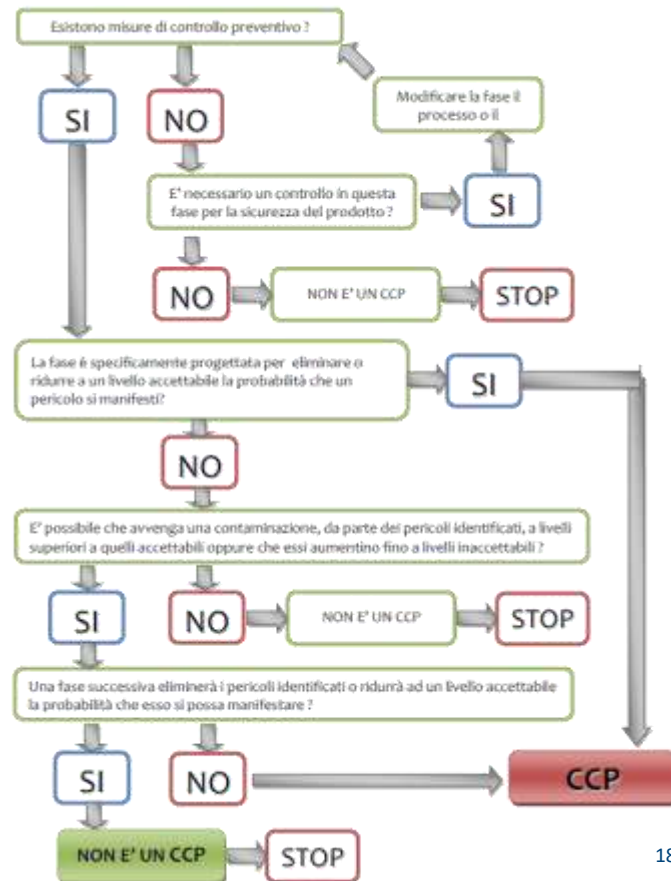 Esistono misure di controllo preventivo ?
SI
NO
Modificare la fase il
processo o il
E' necessario un controllo in questa
fase per la sicurezza del prodotto ?
SI
NO
NON E' UN CCP
STOP
La fase é specificamente progettata per eliminare o
ridurre a un livello accettabile la probabilità che un
pericolo si manifesti?
SI
NO
E' possibile che avvenga una contaminazione, da parte dei pericoli identificati, a livelli
superiori a quelli accettabili oppure che essi aumentino fino a livelli inaccettabili ?
SI
NO
NON E' UN CCP
STOP
Una fase successiva eliminerà i pericoli identificati o ridurrà ad un livello accettabile
la probabilità che esso si possa manifestare ?
SI
NO
CCP
NON E' UN CCP
STOP
18